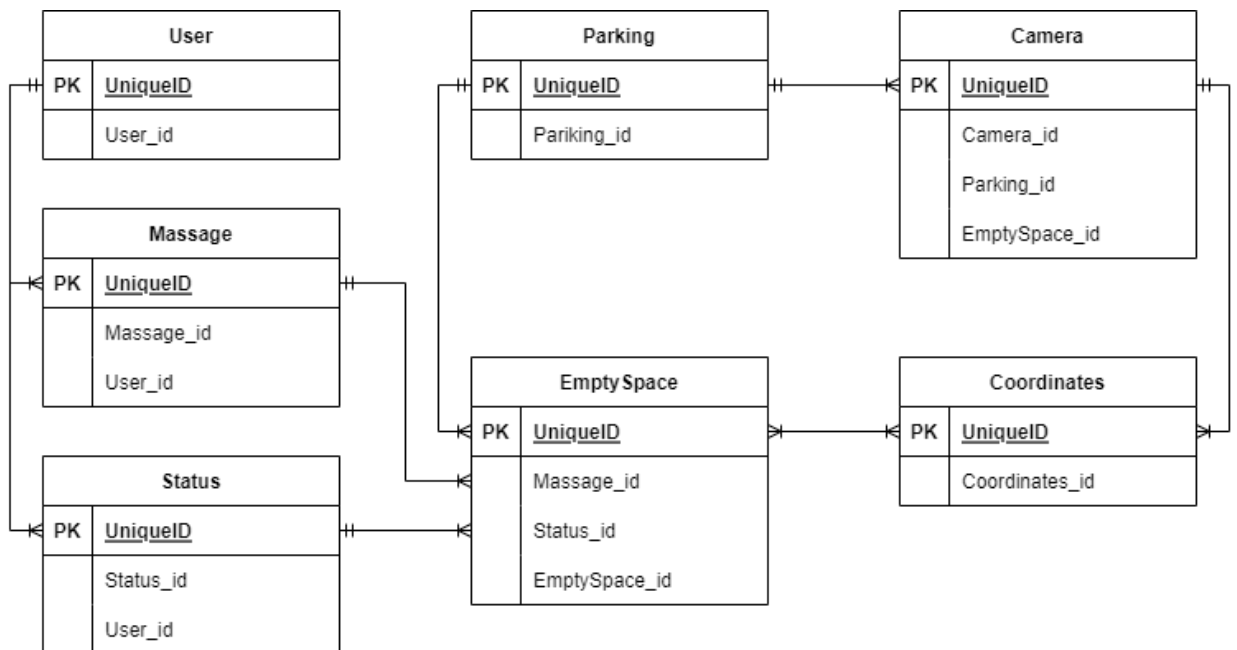 User
PK UniqueID
User_id
Massage
PK UniqueID
Massage_id
User_id
Status
PK UniqueID
Status_id
User_id
Parking
PK UniqueID
Pariking_id
EmptySpace
PK UniqueID
Massage_id
Status_id
EmptySpace_id
Camera
PK UniqueID
Camera_id
Parking_id
EmptySpace_id
Coordinates
PK UniqueID
Coordinates_id